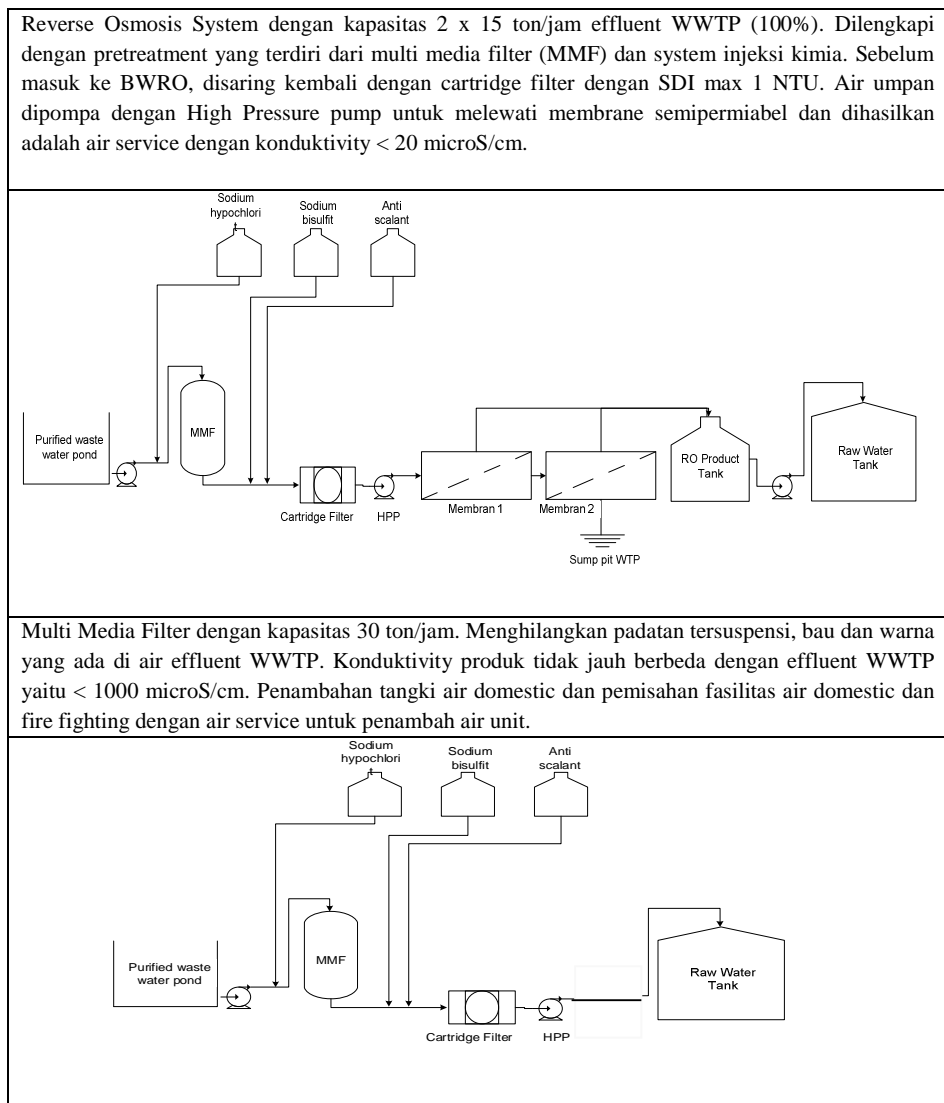 Reverse Osmosis System dengan kapasitas 2 x 15 ton/jam effluent WWTP (100%). Dilengkapi
dengan pretreatment yang terdiri dari multi media filter (MMF) dan system injeksi kimia. Sebelum
masuk ke BWRO, disaring kembali dengan cartridge filter dengan SDI max 1 NTU. Air umpan
dipompa dengan High Pressure pump untuk melewati membrane semipermiabel dan dihasilkan
adalah air service dengan konduktivity < 20 microS/cm.
Sodium
hypochlori
t
Sodium
bisulfit
Anti
scalant
Purified waste
water pond
MMF
Cartridge Filter
HPP
Membran 1
Membran 2
Sump pit WTP
RO Product
Tank
Raw Water
Tank
Multi Media Filter dengan kapasitas 30 ton/jam. Menghilangkan padatan tersuspensi, bau dan warna
yang ada di air effluent WWTP. Konduktivity produk tidak jauh berbeda dengan effluent WWTP
yaitu < 1000 microS/cm. Penambahan tangki air domestic dan pemisahan fasilitas air domestic dan
fire fighting dengan air service untuk penambah air unit.
Sodium
hypochlori
t
Sodium
bisulfit
Anti
scalant
Purified waste
water pond
MMF
Cartridge Filter
HPP
Raw Water
Tank